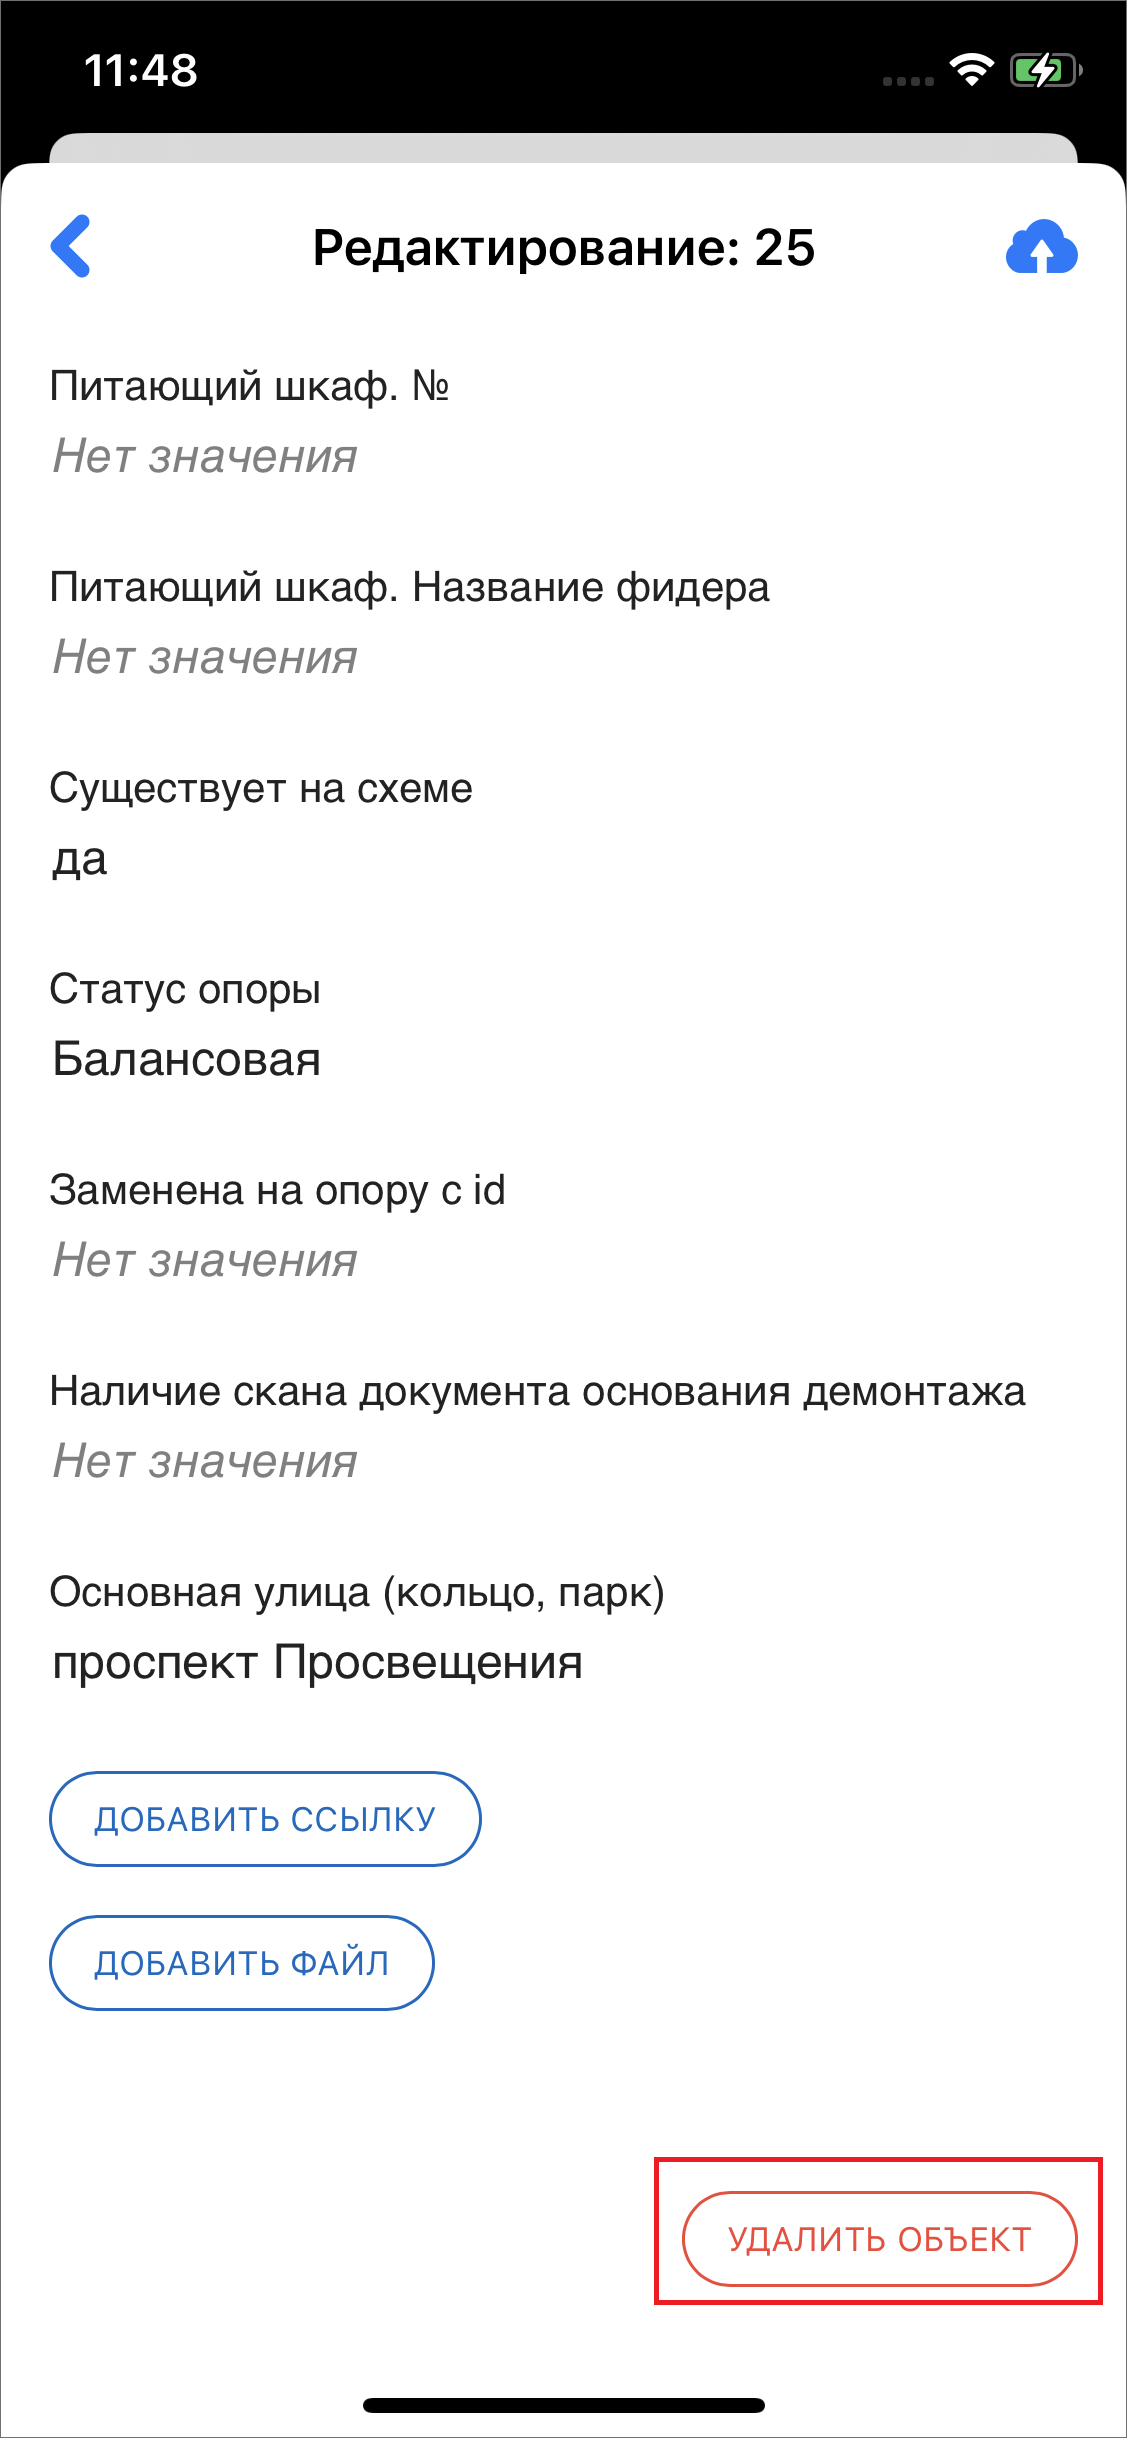 11:48
Редактирование: 25
Питающий шкаф. №
Нет значения
Питающий шкаф. Название фидера
Нет значения
Существует на схеме
да
Статус опоры
Балансовая
Заменена на опору с id
Нет значения
Наличие скана документа основания демонтажа
Нет значения
Основная улица (кольцо, парк)
проспект Просвещения
ДОБАВИТЬ ССЫЛКУ
ДОБАВИТЬ ФАЙЛ
УДАЛИТЬ ОБЪЕКТ